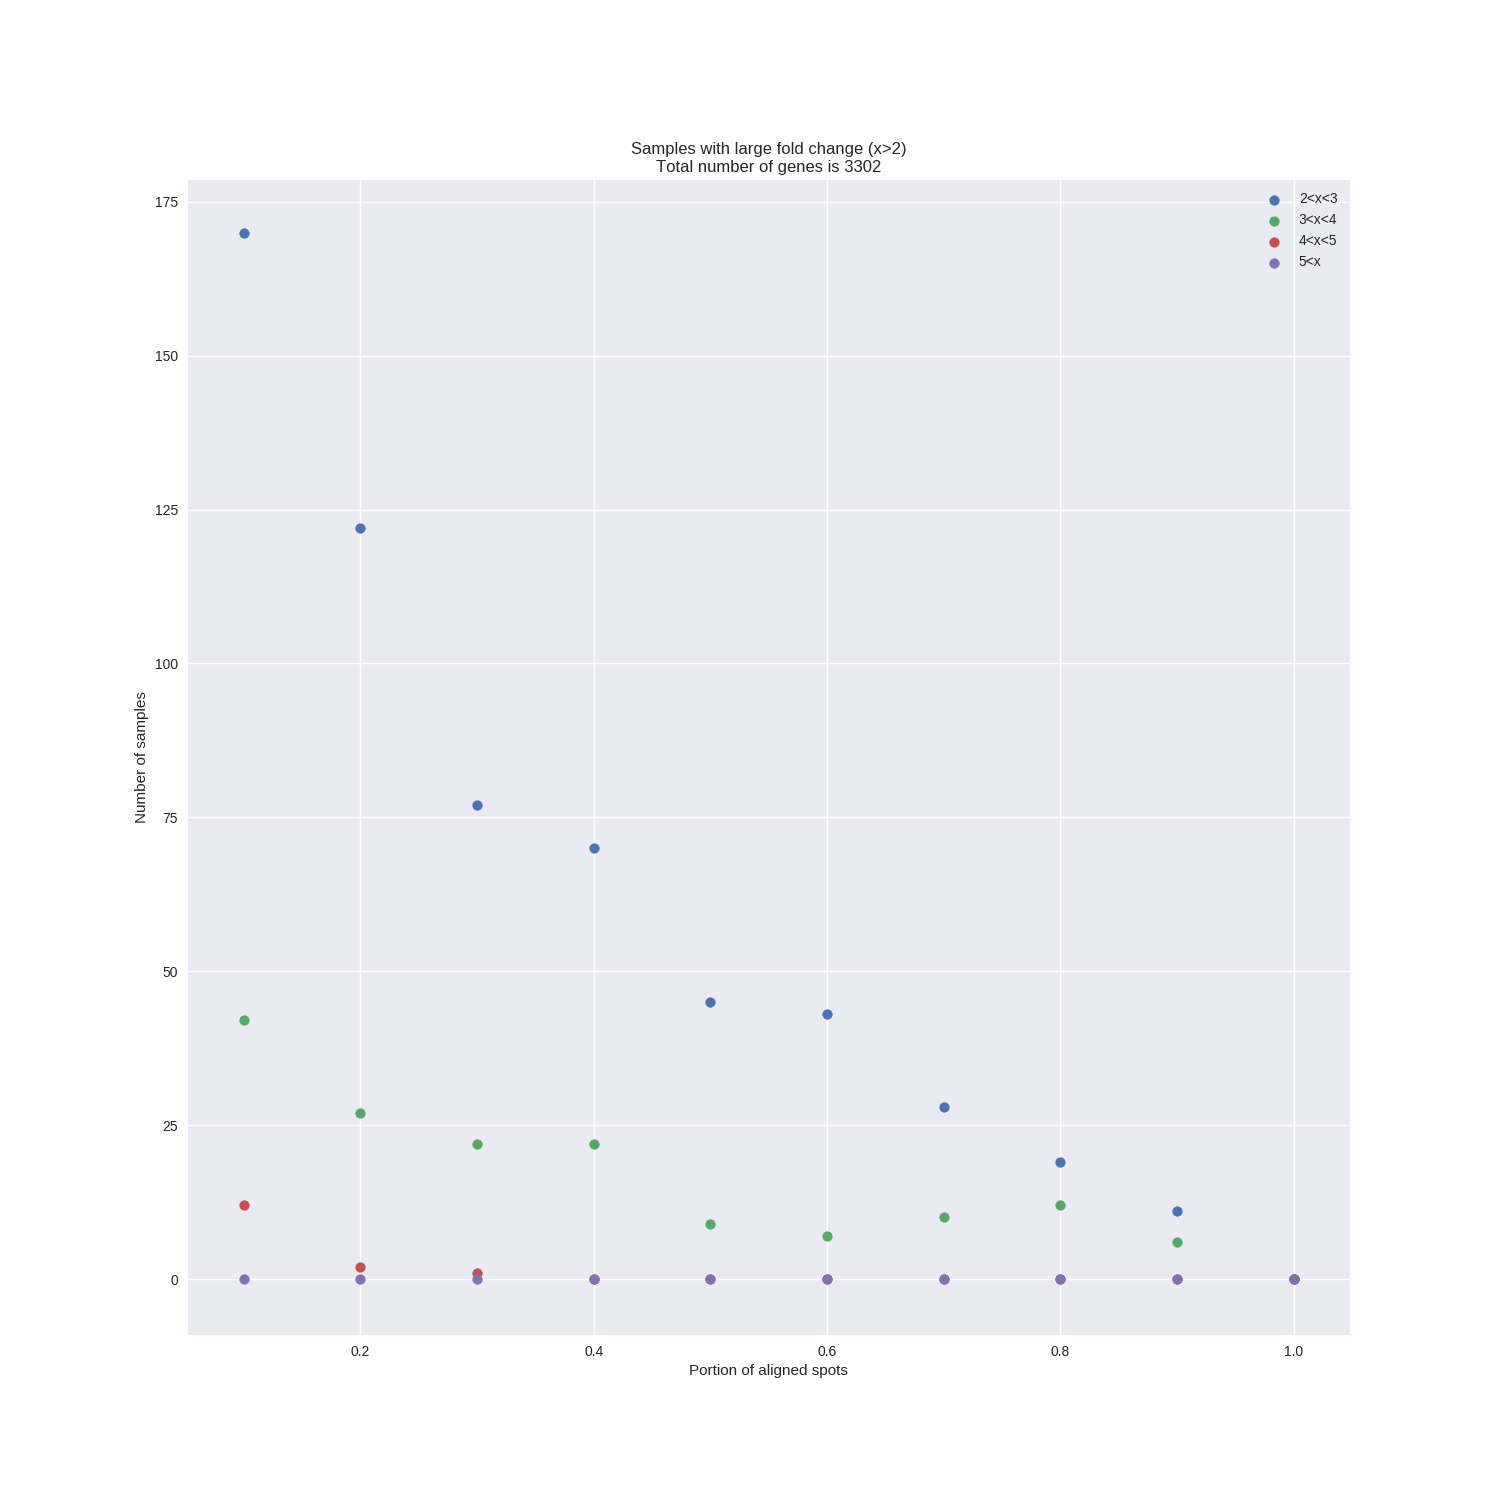 Samples with large fold change (x>2)
Total number of genes is 3302
2<x<3
3<x<4
4<x<5
5<x
175
150
125
100
75
50
25
0
Number of samples
0.2 0.4 0.6 0.8 1.0
Portion of aligned spots